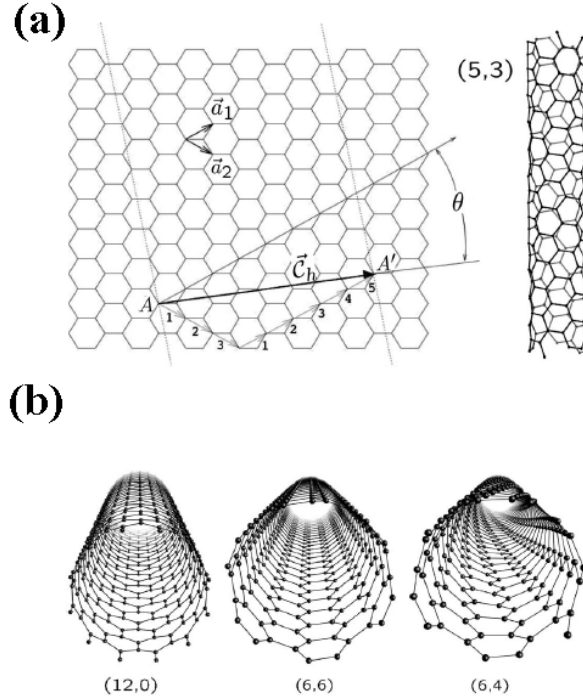 (a)
(5,3)
a⃗1
a⃗2
θ
C⃗h
A
A′
1
2
3
1
2
3
4
5
(b)
(12,0)
(6,6)
(6,4)